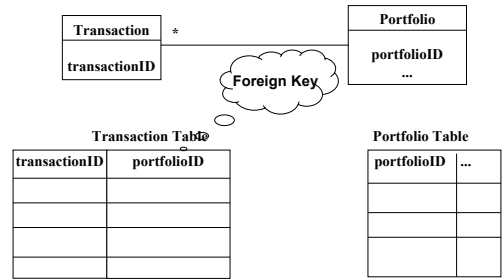 Transaction
*
transactionID
Portfolio
portfolioID
...
Foreign Key
Transaction Table
transactionID portfolioID
Portfolio Table
portfolioID ...